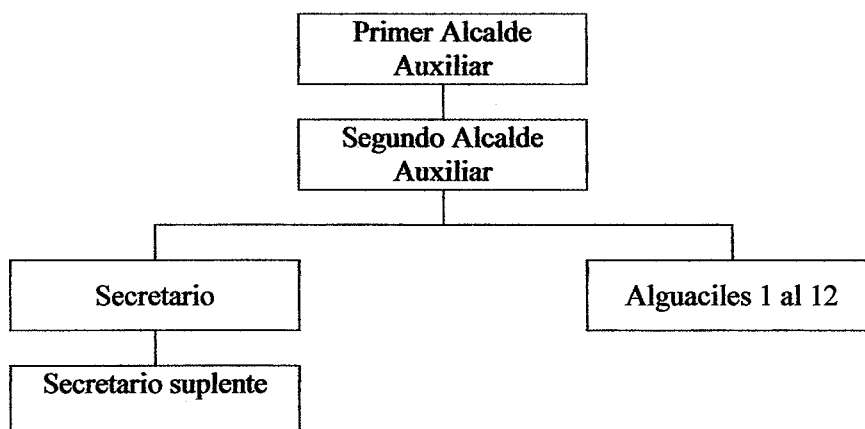 Primer Alcalde
Auxiliar
Segundo Alcalde
Auxiliar
Secretario
Alguaciles 1 al 12
Secretario suplente